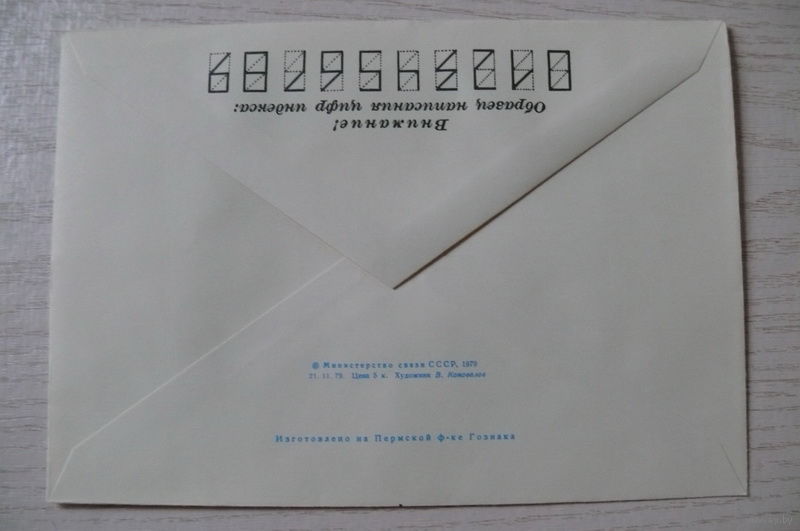 Внимание!
Образец написания цифр индекса:
0123456789
© Министерство связи СССР, 1979
21.11.79. Цена 5 к. Художник В. Коновалов
Изготовлено на Пермской ф-ке Гознака